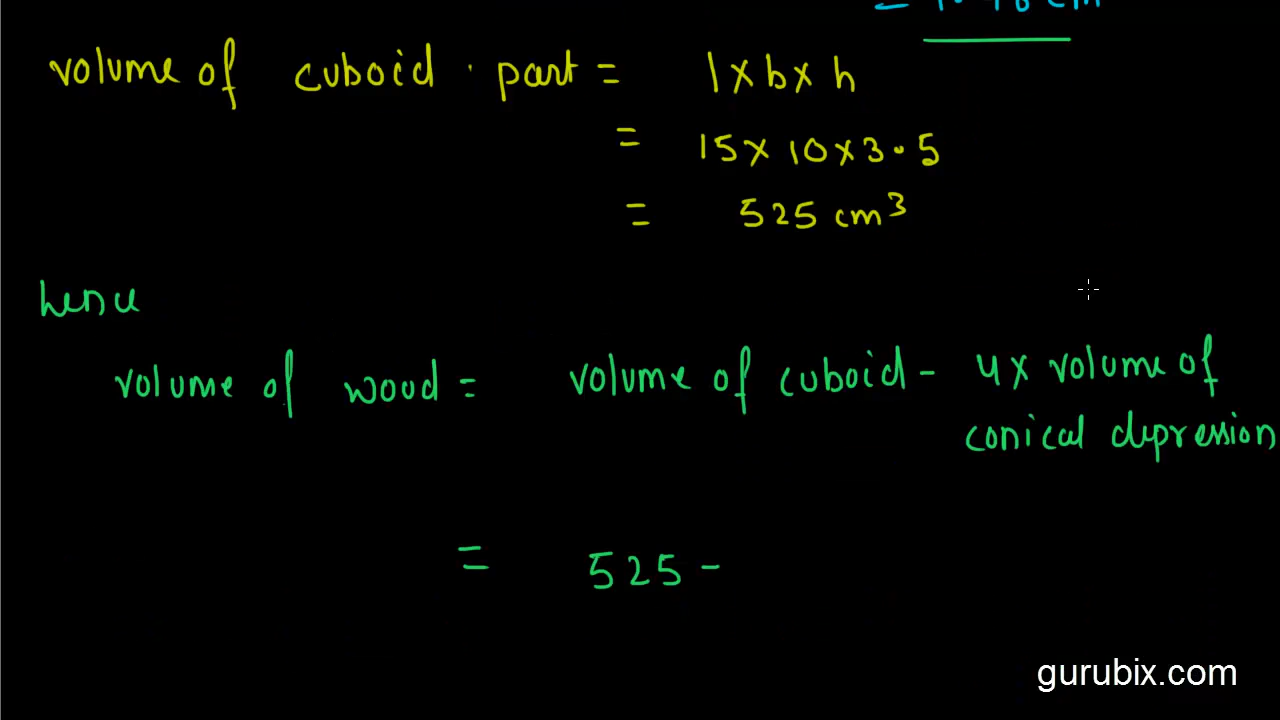 volume of cuboid part = l × b × h
= 15 × 10 × 3.5
= 525 cm³
hence
volume of wood = volume of cuboid - 4 × volume of
conical depression
= 525 -
gurubix.com